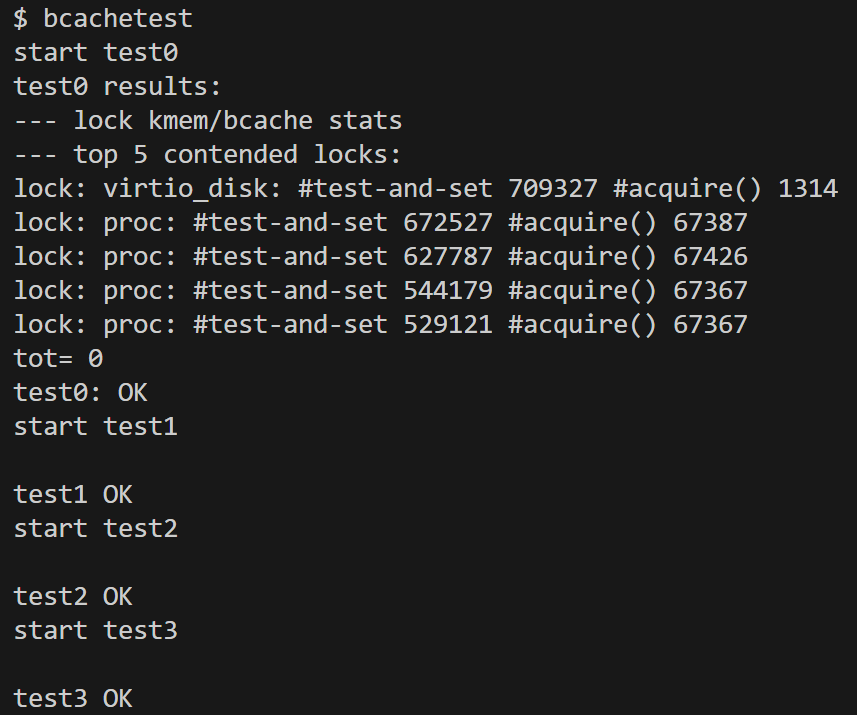 $ bcachetest
start test0
test0 results:
--- lock kmem/bcache stats
--- top 5 contended locks:
lock: virtio_disk: #test-and-set 709327 #acquire() 1314
lock: proc: #test-and-set 672527 #acquire() 67387
lock: proc: #test-and-set 627787 #acquire() 67426
lock: proc: #test-and-set 544179 #acquire() 67367
lock: proc: #test-and-set 529121 #acquire() 67367
tot= 0
test0: OK
start test1
test1 OK
start test2
test2 OK
start test3
test3 OK